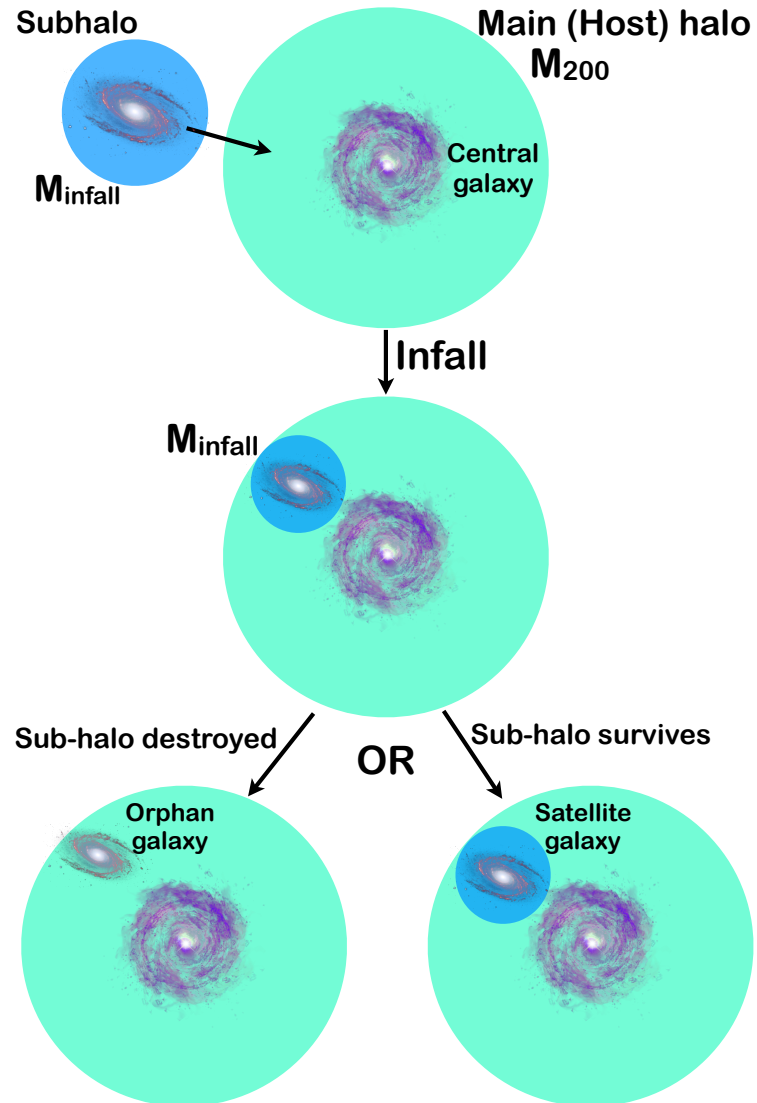 Subhalo
Main (Host) halo
M200
Central
galaxy
Minfall
Infall
Minfall
Sub-halo destroyed
OR
Sub-halo survives
Orphan
galaxy
Satellite
galaxy